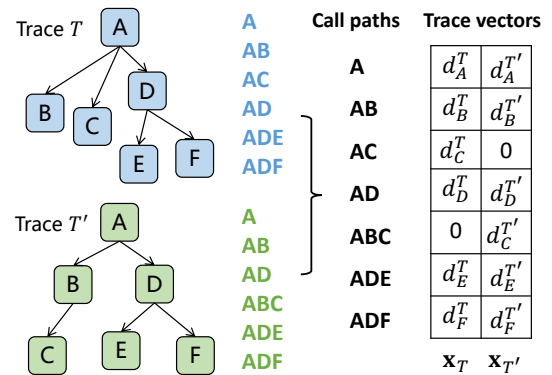 Trace T
A
B
C
D
E
F
A
AB
AC
AD
ADE
ADF
Trace T'
A
B
D
C
E
F
A
AB
AD
ABC
ADE
ADF
Call paths Trace vectors
A d_A^T d_A^{T'}
AB d_B^T d_B^{T'}
AC d_C^T 0
AD d_D^T d_D^{T'}
ABC 0 d_C^{T'}
ADE d_E^T d_E^{T'}
ADF d_F^T d_F^{T'}
x_T x_{T'}